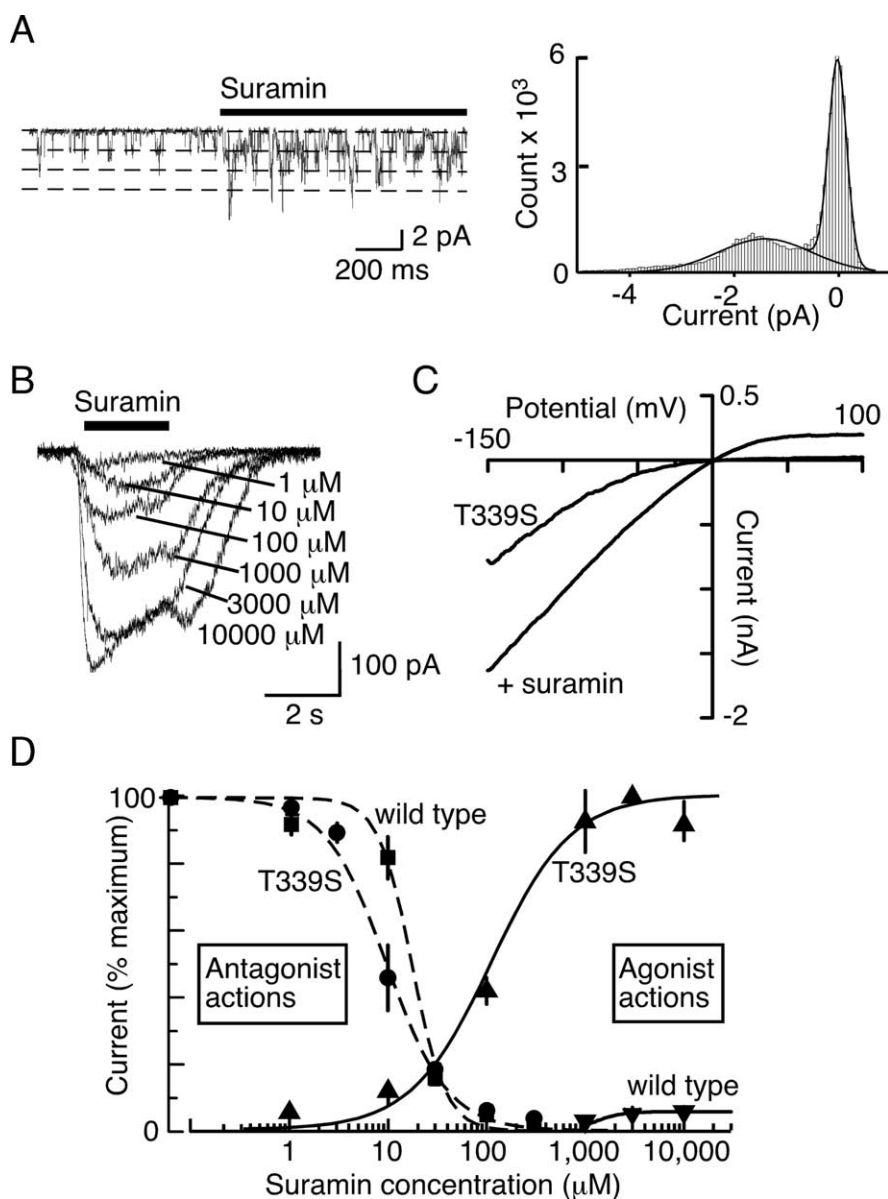 A
Suramin
2 pA
200 ms
Count x 10³
6
3
0
-4
-2
0
Current (pA)
B
Suramin
1 μM
10 μM
100 μM
1000 μM
3000 μM
10000 μM
100 pA
2 s
C
0.5
Potential (mV)
-150
100
T339S
Current (nA)
+ suramin
-2
D
100
wild type
T339S
T339S
Current (% maximum)
Antagonist
actions
Agonist
actions
wild type
0
1
10
100
1,000
10,000
Suramin concentration (μM)